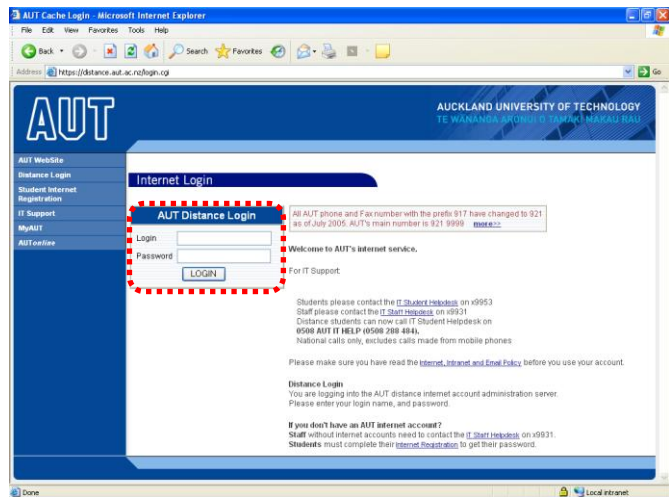 AUT Cache Login - Microsoft Internet Explorer
File Edit View Favorites Tools Help
Back Search Favorites
Address https://distance.aut.ac.nz/login.cgi Go
AUT
AUCKLAND UNIVERSITY OF TECHNOLOGY
TE WĀNANGA ARONUI O TAMAKI MAKAU RAU
AUT WebSite
Distance Login
Student Internet
Registration
IT Support
MyAUT
AUTonline
Internet Login
AUT Distance Login
Login
Password
LOGIN
All AUT phone and Fax number with the prefix 917 have changed to 921
as of July 2005. AUT's main number is 921 9999 more>>
Welcome to AUT's internet service.
For IT Support:
Students please contact the IT Student Helpdesk on x9953
Staff please contact the IT Staff Helpdesk on x9931
Distance students can now call IT Student Helpdesk on
0508 AUT IT HELP (0508 288 484).
National calls only, excludes calls made from mobile phones
Please make sure you have read the Internet, Intranet and Email Policy before you use your account.
Distance Login
You are logging into the AUT distance internet account administration server.
Please enter your login name, and password.
If you don't have an AUT internet account?
Staff without internet accounts need to contact the IT Staff Helpdesk on x9931.
Students must complete their Internet Registration to get their password.
Done
Local intranet